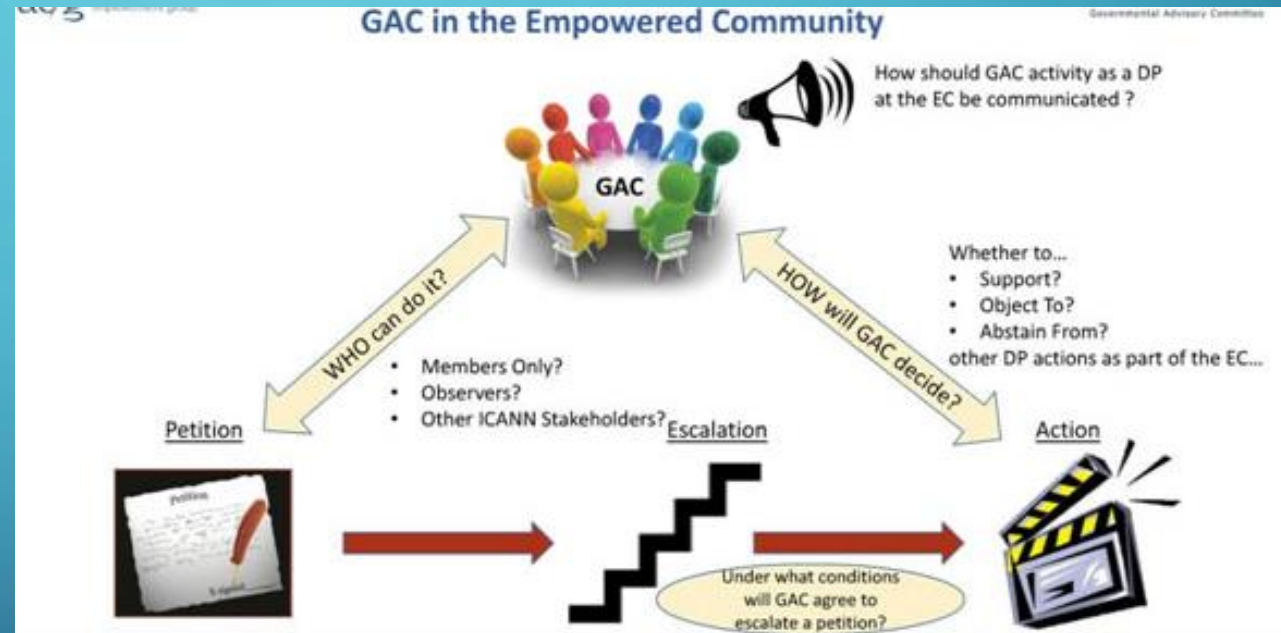 GAC in the Empowered Community
Governmental Advisory Committee
How should GAC activity as a DP
at the EC be communicated ?
GAC
WHO can do it?
HOW will GAC decide?
Whether to...
• Support?
• Object To?
• Abstain From?
other DP actions as part of the EC...
• Members Only?
• Observers?
• Other ICANN Stakeholders?
Petition
Escalation
Action
Petition
Under what conditions
will GAC agree to
escalate a petition?